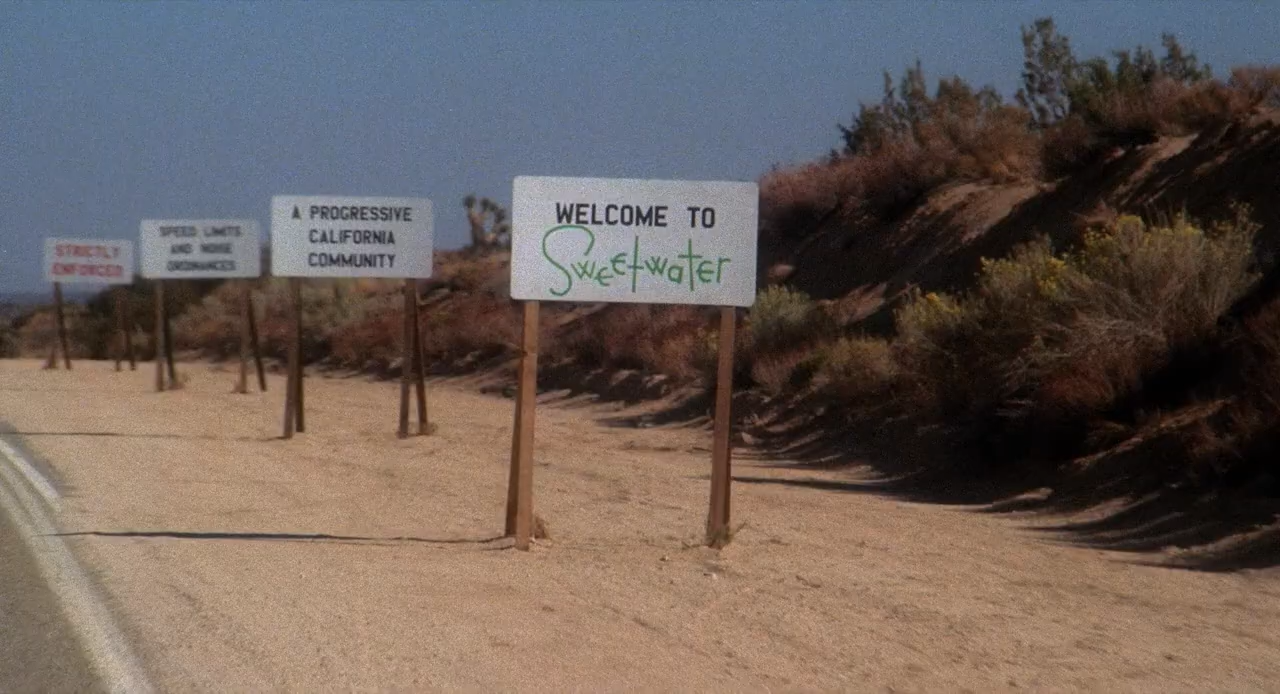 WELCOME TO
Sweetwater
A PROGRESSIVE
CALIFORNIA
COMMUNITY
SPEED LIMITS
AND NOISE
ORDINANCES
STRICTLY
ENFORCED